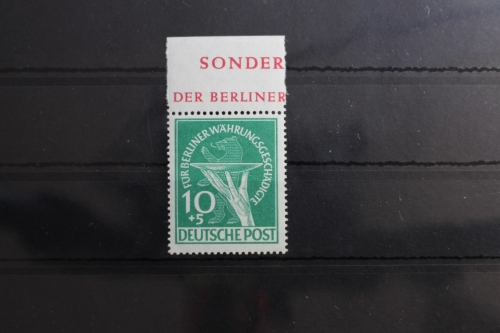 SONDER
DER BERLINER
FÜR BERLINER WÄHRUNGSGESCHÄDIGTE
10
+5
DEUTSCHE POST